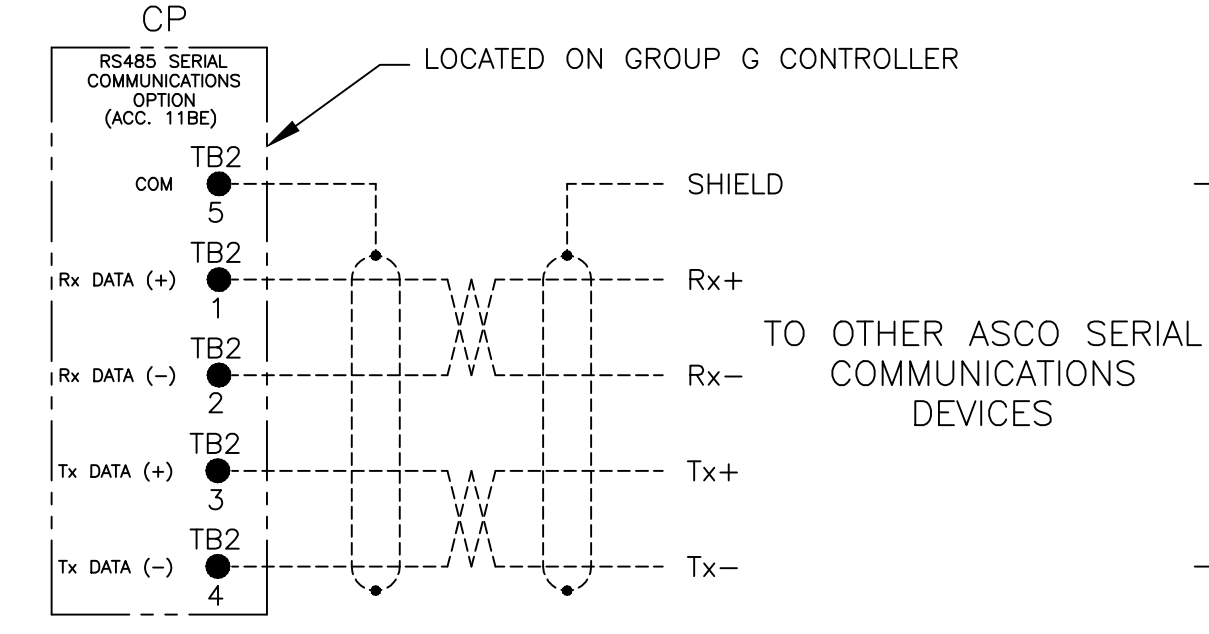 CP
RS485 SERIAL
COMMUNICATIONS
OPTION
(ACC. 11BE)
LOCATED ON GROUP G CONTROLLER
TB2
COM
5
SHIELD
TB2
Rx DATA (+)
1
Rx+
TB2
Rx DATA (-)
2
Rx-
TO OTHER ASCO SERIAL
COMMUNICATIONS
DEVICES
TB2
Tx DATA (+)
3
Tx+
TB2
Tx DATA (-)
4
Tx-